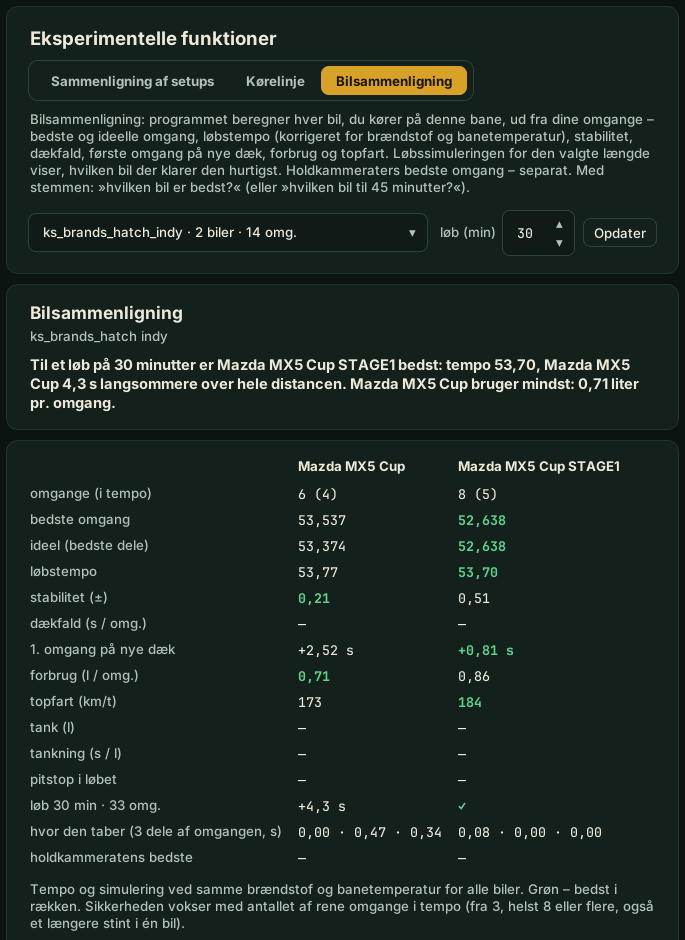 Eksperimentelle funktioner
Sammenligning af setups Kørelinje Bilsammenligning
Bilsammenligning: programmet beregner hver bil, du kører på denne bane, ud fra dine omgange –
bedste og ideelle omgang, løbstempo (korrigeret for brændstof og banetemperatur), stabilitet,
dækfald, første omgang på nye dæk, forbrug og topfart. Løbssimuleringen for den valgte længde
viser, hvilken bil der klarer den hurtigst. Holdkammeraters bedste omgang – separat. Med
stemmen: »hvilken bil er bedst?« (eller »hvilken bil til 45 minutter?«).
ks_brands_hatch_indy · 2 biler · 14 omg. ▾ løb (min) 30 ▲ ▼ Opdater
Bilsammenligning
ks_brands_hatch indy
Til et løb på 30 minutter er Mazda MX5 Cup STAGE1 bedst: tempo 53,70, Mazda MX5
Cup 4,3 s langsommere over hele distancen. Mazda MX5 Cup bruger mindst: 0,71 liter
pr. omgang.
Mazda MX5 Cup Mazda MX5 Cup STAGE1
omgange (i tempo) 6 (4) 8 (5)
bedste omgang 53,537 52,638
ideel (bedste dele) 53,374 52,638
løbstempo 53,77 53,70
stabilitet (±) 0,21 0,51
dækfald (s / omg.) — —
1. omgang på nye dæk +2,52 s +0,81 s
forbrug (l / omg.) 0,71 0,86
topfart (km/t) 173 184
tank (l) — —
tankning (s / l) — —
pitstop i løbet — —
løb 30 min · 33 omg. +4,3 s ✓
hvor den taber (3 dele af omgangen, s) 0,00 · 0,47 · 0,34 0,08 · 0,00 · 0,00
holdkammeratens bedste — —
Tempo og simulering ved samme brændstof og banetemperatur for alle biler. Grøn – bedst i
rækken. Sikkerheden vokser med antallet af rene omgange i tempo (fra 3, helst 8 eller flere, også
et længere stint i én bil).